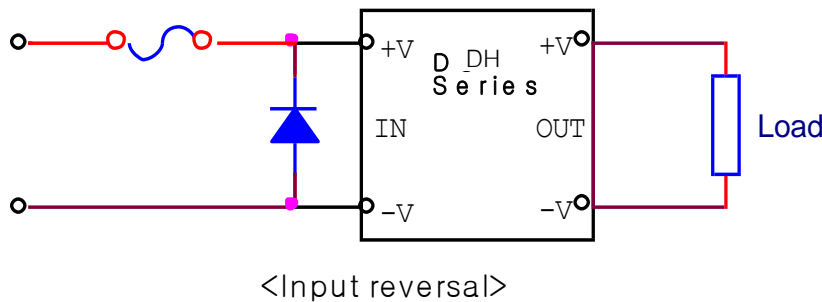 +V D_DH +V
Series
IN OUT Load
-V -V
<Input reversal>